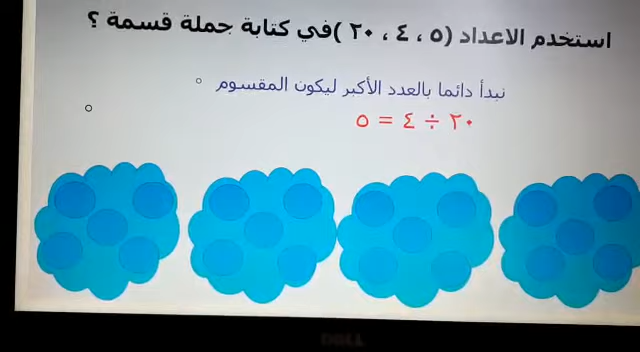 استخدم الاعداد (٥ ، ٤ ، ٢٠ )في كتابة جملة قسمة ؟
نبدأ دائما بالعدد الأكبر ليكون المقسوم
٢٠ ÷ ٤ = ٥
DELL